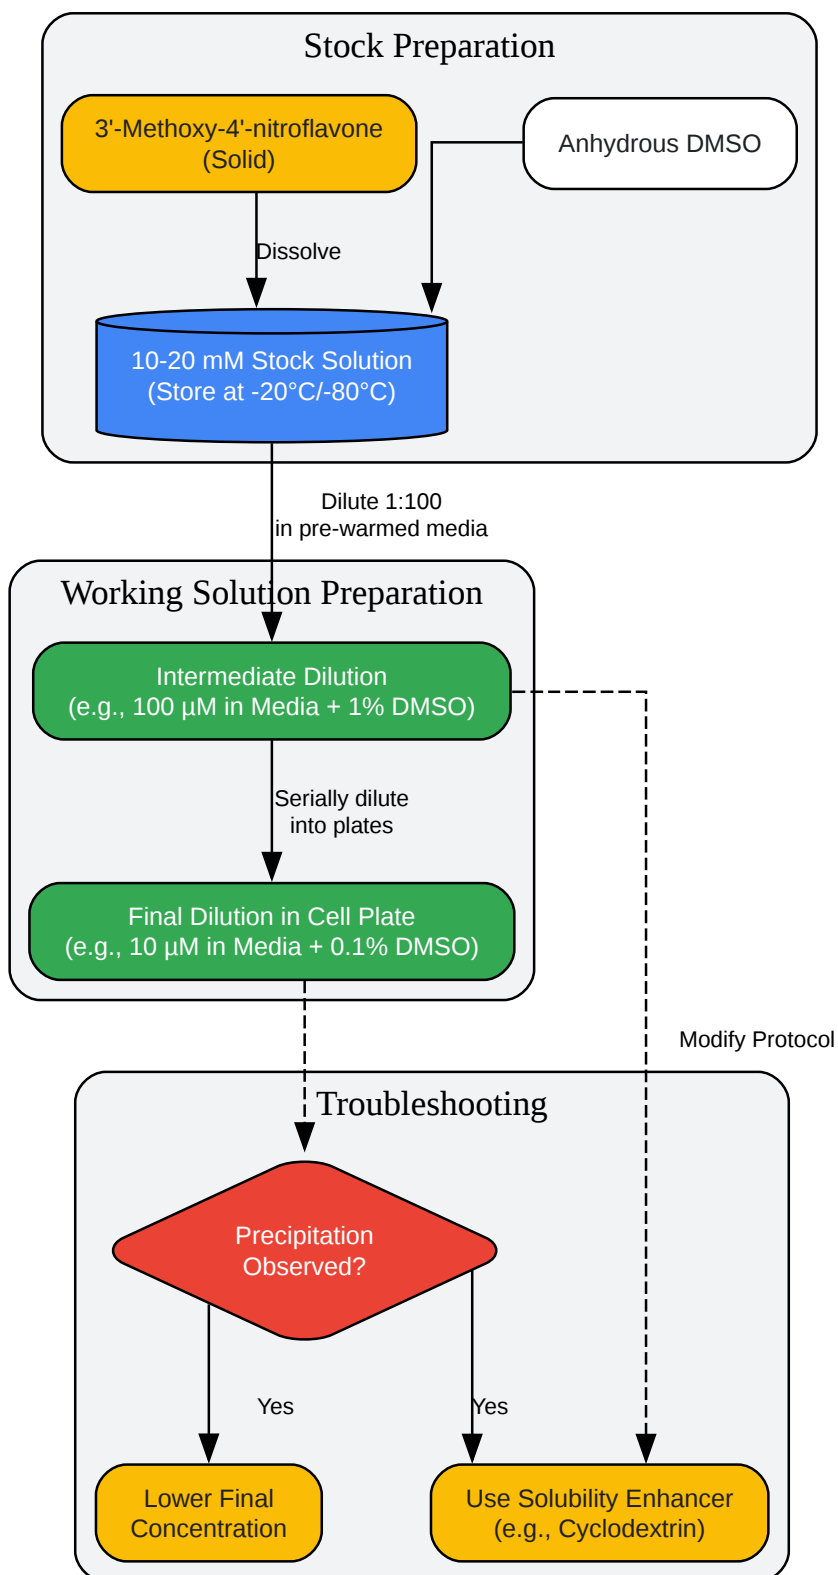 Stock Preparation
3'-Methoxy-4'-nitroflavone
(Solid)
Anhydrous DMSO
Dissolve
10-20 mM Stock Solution
(Store at -20°C/-80°C)
Dilute 1:100
in pre-warmed media
Working Solution Preparation
Intermediate Dilution
(e.g., 100 µM in Media + 1% DMSO)
Serially dilute
into plates
Final Dilution in Cell Plate
(e.g., 10 µM in Media + 0.1% DMSO)
Modify Protocol
Troubleshooting
Precipitation
Observed?
Yes
Yes
Lower Final
Concentration
Use Solubility Enhancer
(e.g., Cyclodextrin)